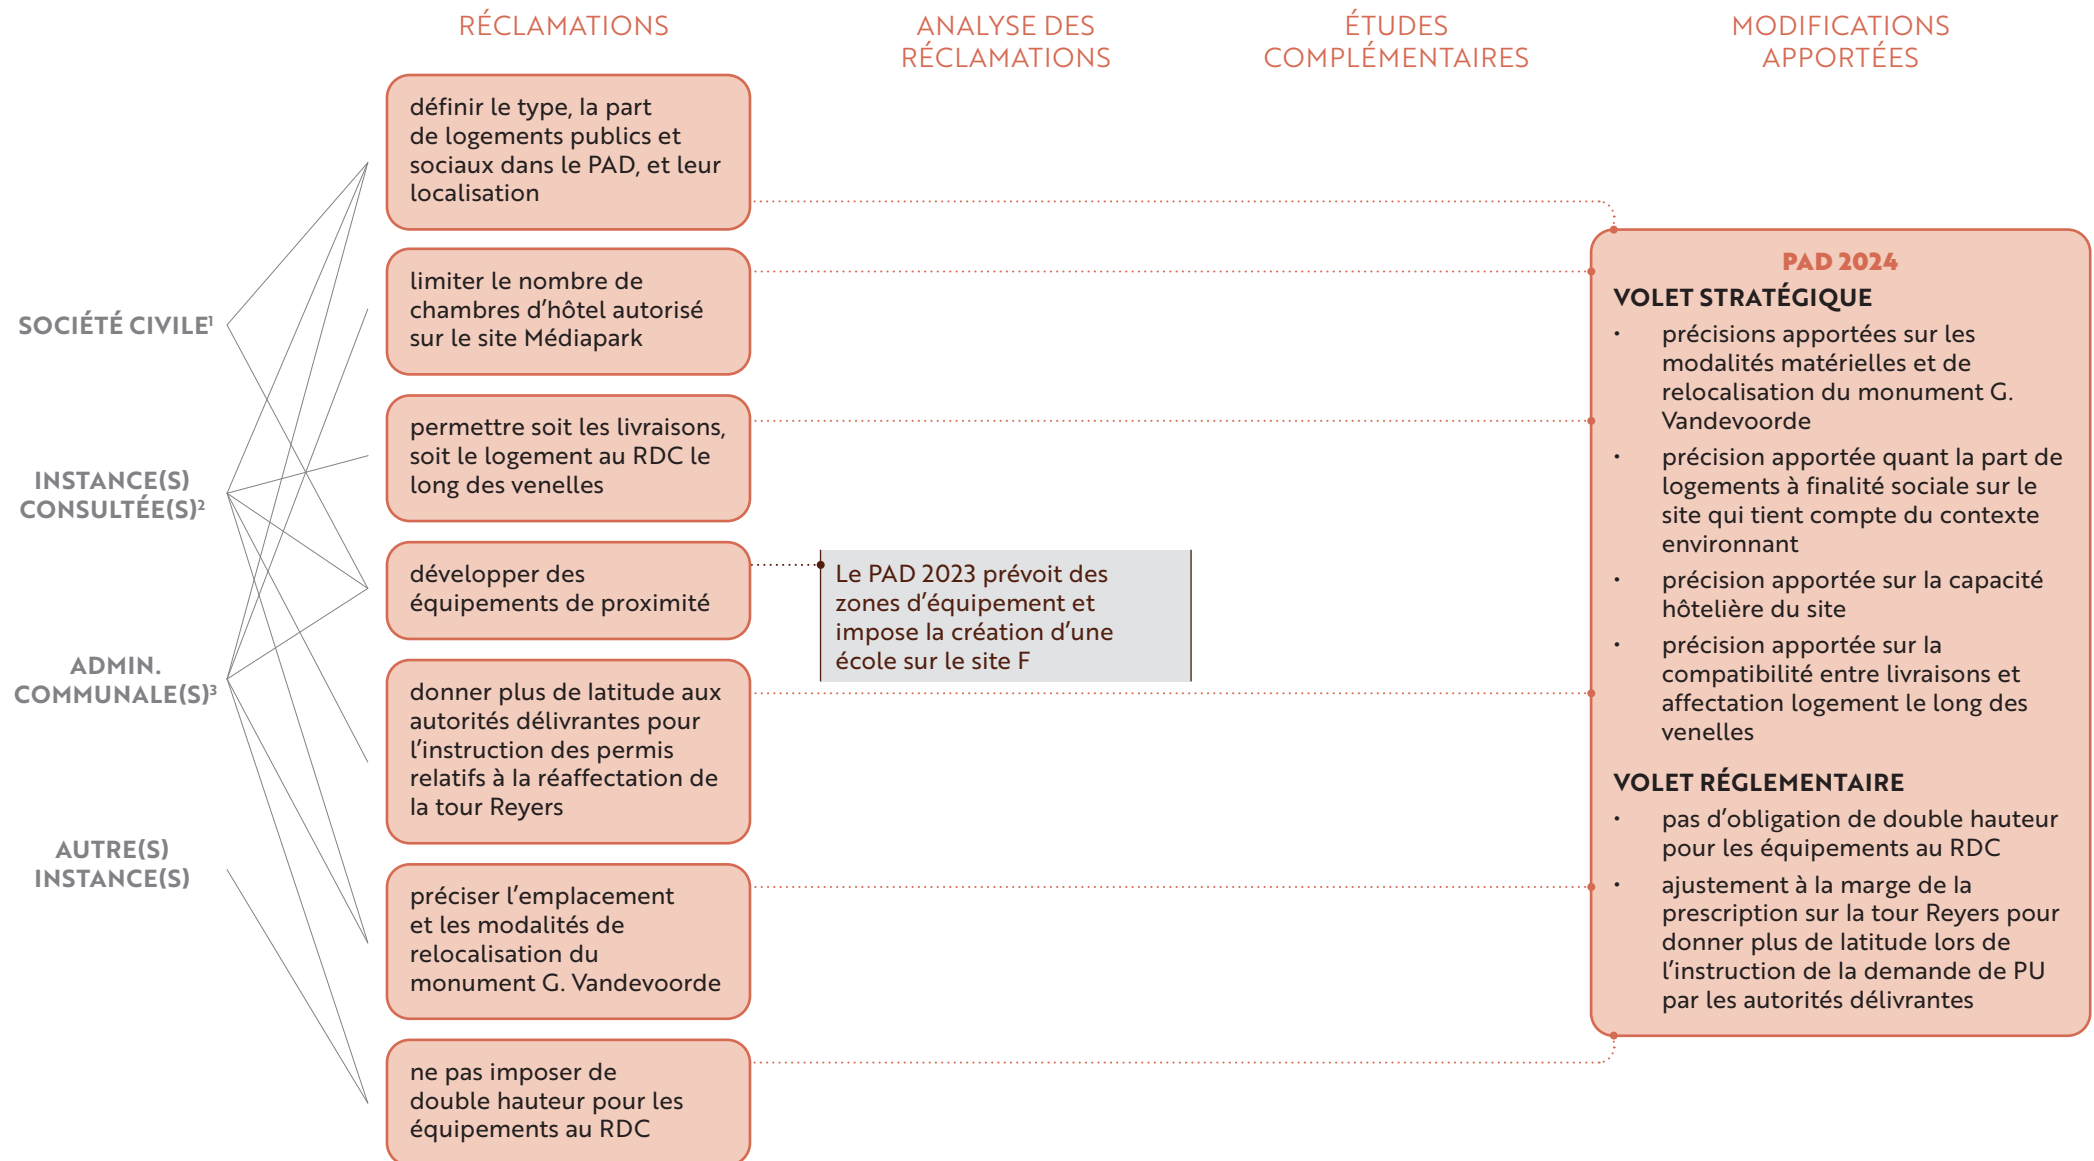 RÉCLAMATIONS
ANALYSE DES
RÉCLAMATIONS
ÉTUDES
COMPLÉMENTAIRES
MODIFICATIONS
APPORTÉES
SOCIÉTÉ CIVILE¹
INSTANCE(S)
CONSULTÉE(S)²
ADMIN.
COMMUNALE(S)³
AUTRE(S)
INSTANCE(S)
définir le type, la part
de logements publics et
sociaux dans le PAD, et leur
localisation
limiter le nombre de
chambres d'hôtel autorisé
sur le site Médiapark
permettre soit les livraisons,
soit le logement au RDC le
long des venelles
développer des
équipements de proximité
donner plus de latitude aux
autorités délivrantes pour
l'instruction des permis
relatifs à la réaffectation de
la tour Reyers
préciser l'emplacement
et les modalités de
relocalisation du
monument G. Vandevoorde
ne pas imposer de
double hauteur pour les
équipements au RDC
Le PAD 2023 prévoit des
zones d'équipement et
impose la création d'une
école sur le site F
PAD 2024
VOLET STRATÉGIQUE
• précisions apportées sur les
modalités matérielles et de
relocalisation du monument G.
Vandevoorde
• précision apportée quant la part de
logements à finalité sociale sur le
site qui tient compte du contexte
environnant
• précision apportée sur la capacité
hôtelière du site
• précision apportée sur la
compatibilité entre livraisons et
affectation logement le long des
venelles
VOLET RÉGLEMENTAIRE
• pas d'obligation de double hauteur
pour les équipements au RDC
• ajustement à la marge de la
prescription sur la tour Reyers pour
donner plus de latitude lors de
l'instruction de la demande de PU
par les autorités délivrantes